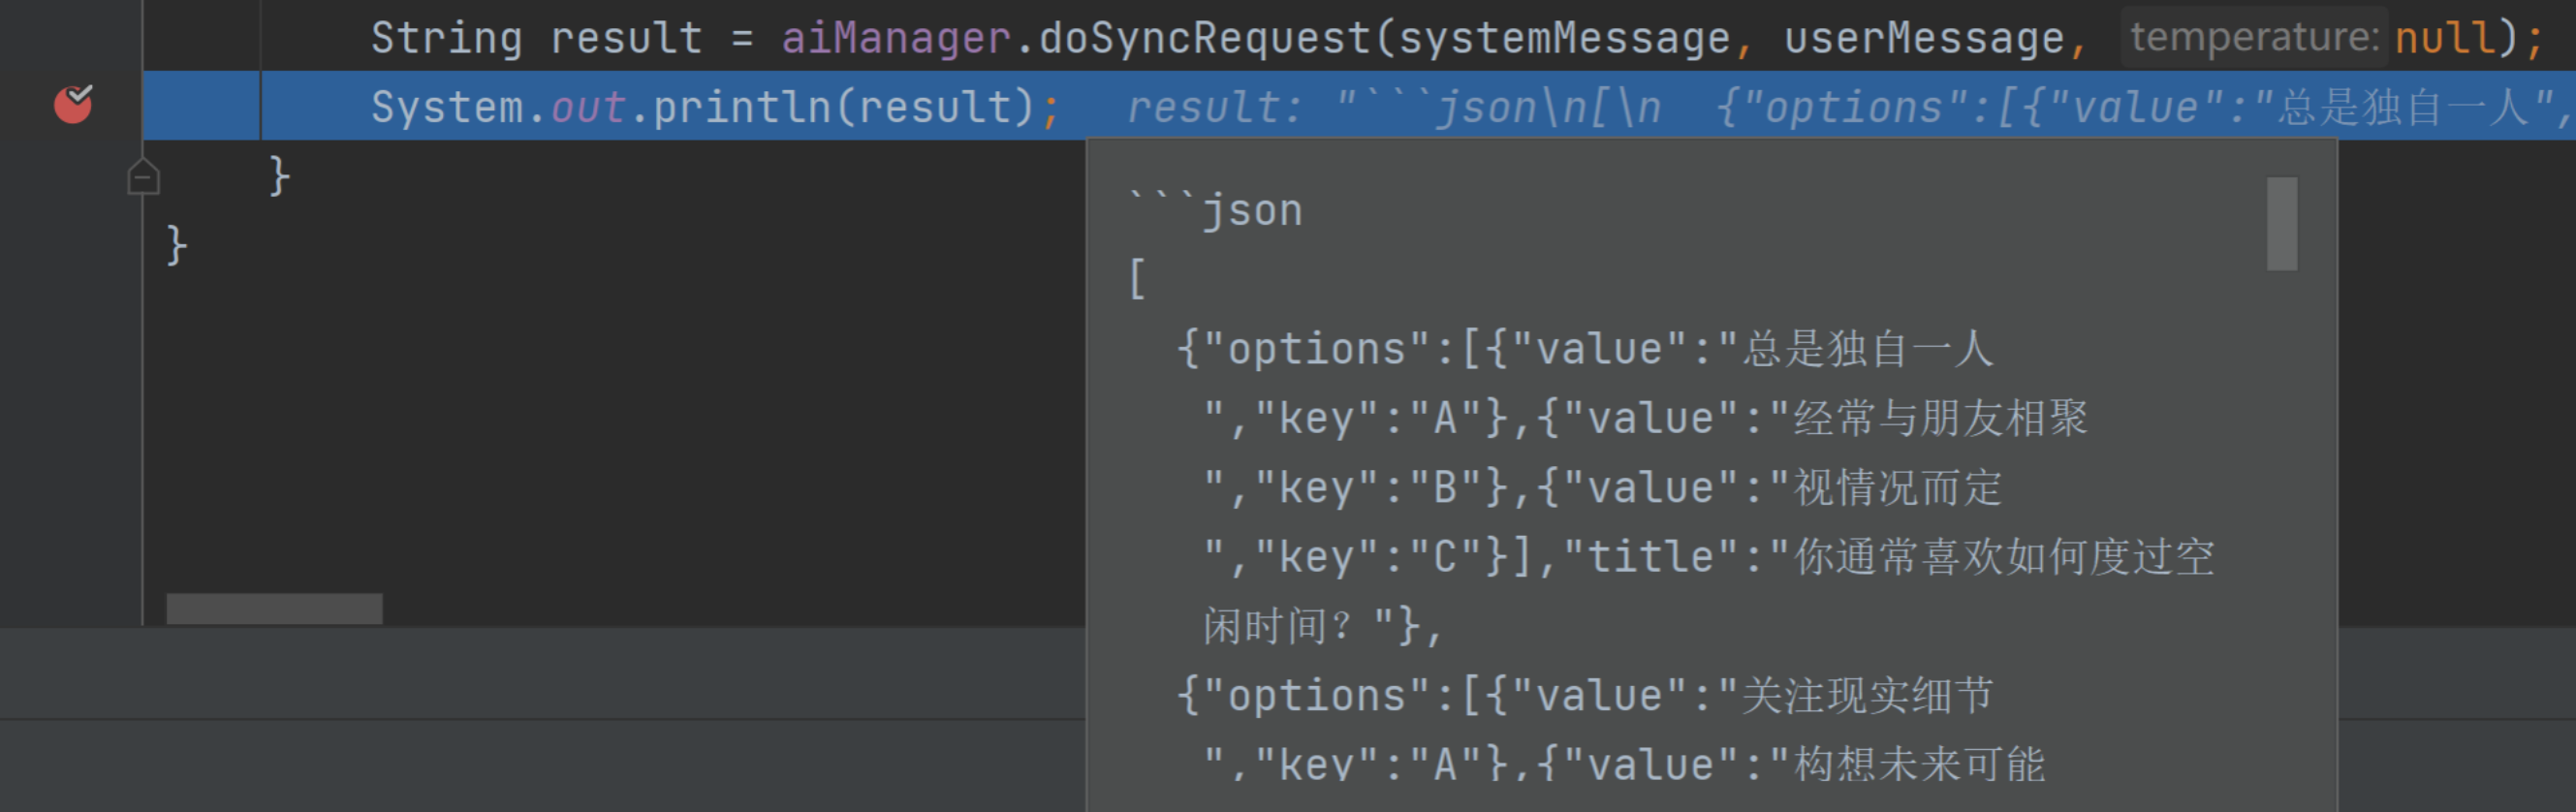 String result = aiManager.doSyncRequest(systemMessage, userMessage, temperature: null);
System.out.println(result);  result: "```json\n[\n  {"options":[{"value":"总是独自一人",
}
}
```json
[
  {"options":[{"value":"总是独自一人
   ","key":"A"},{"value":"经常与朋友相聚
   ","key":"B"},{"value":"视情况而定
   ","key":"C"}],"title":"你通常喜欢如何度过空
   闲时间？"},
  {"options":[{"value":"关注现实细节
   ","key":"A"},{"value":"构想未来可能